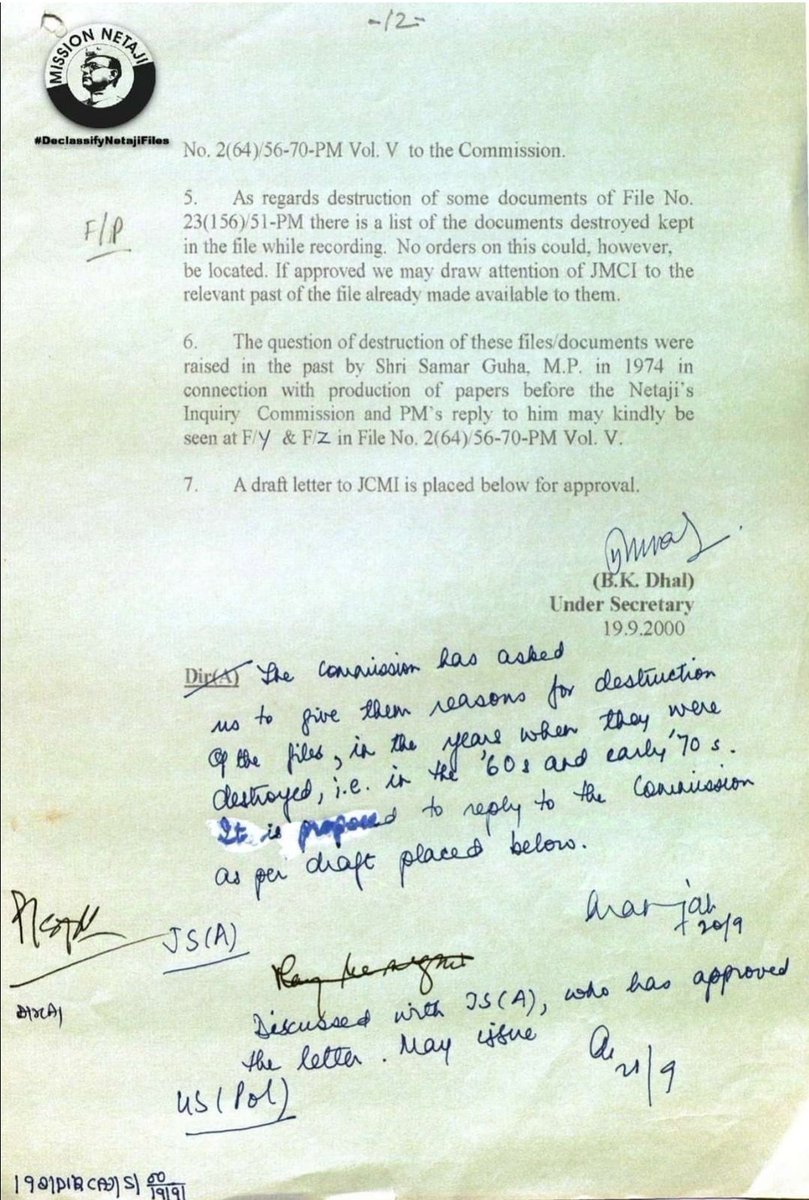 -12-
MISSION NETAJI
#DeclassifyNetajiFiles
No. 2(64)/56-70-PM Vol. V to the Commission.
F/P
5. As regards destruction of some documents of File No.
23(156)/51-PM there is a list of the documents destroyed kept
in the file while recording. No orders on this could, however,
be located. If approved we may draw attention of JMCI to the
relevant past of the file already made available to them.
6. The question of destruction of these files/documents were
raised in the past by Shri Samar Guha, M.P. in 1974 in
connection with production of papers before the Netaji's
Inquiry Commission and PM's reply to him may kindly be
seen at F/Y & F/Z in File No. 2(64)/56-70-PM Vol. V.
7. A draft letter to JCMI is placed below for approval.
(B.K. Dhal)
Under Secretary
19.9.2000
Dir(A) The Commission has asked
us to give them reasons for destruction
of the files, in the years when they were
destroyed, i.e. in the '60s and early '70s.
It is proposed to reply to the Commission
as per draft placed below.
20/9
JS(A)
Discussed with JS(A), who has approved
the letter. May issue
21/9
US(Pol)